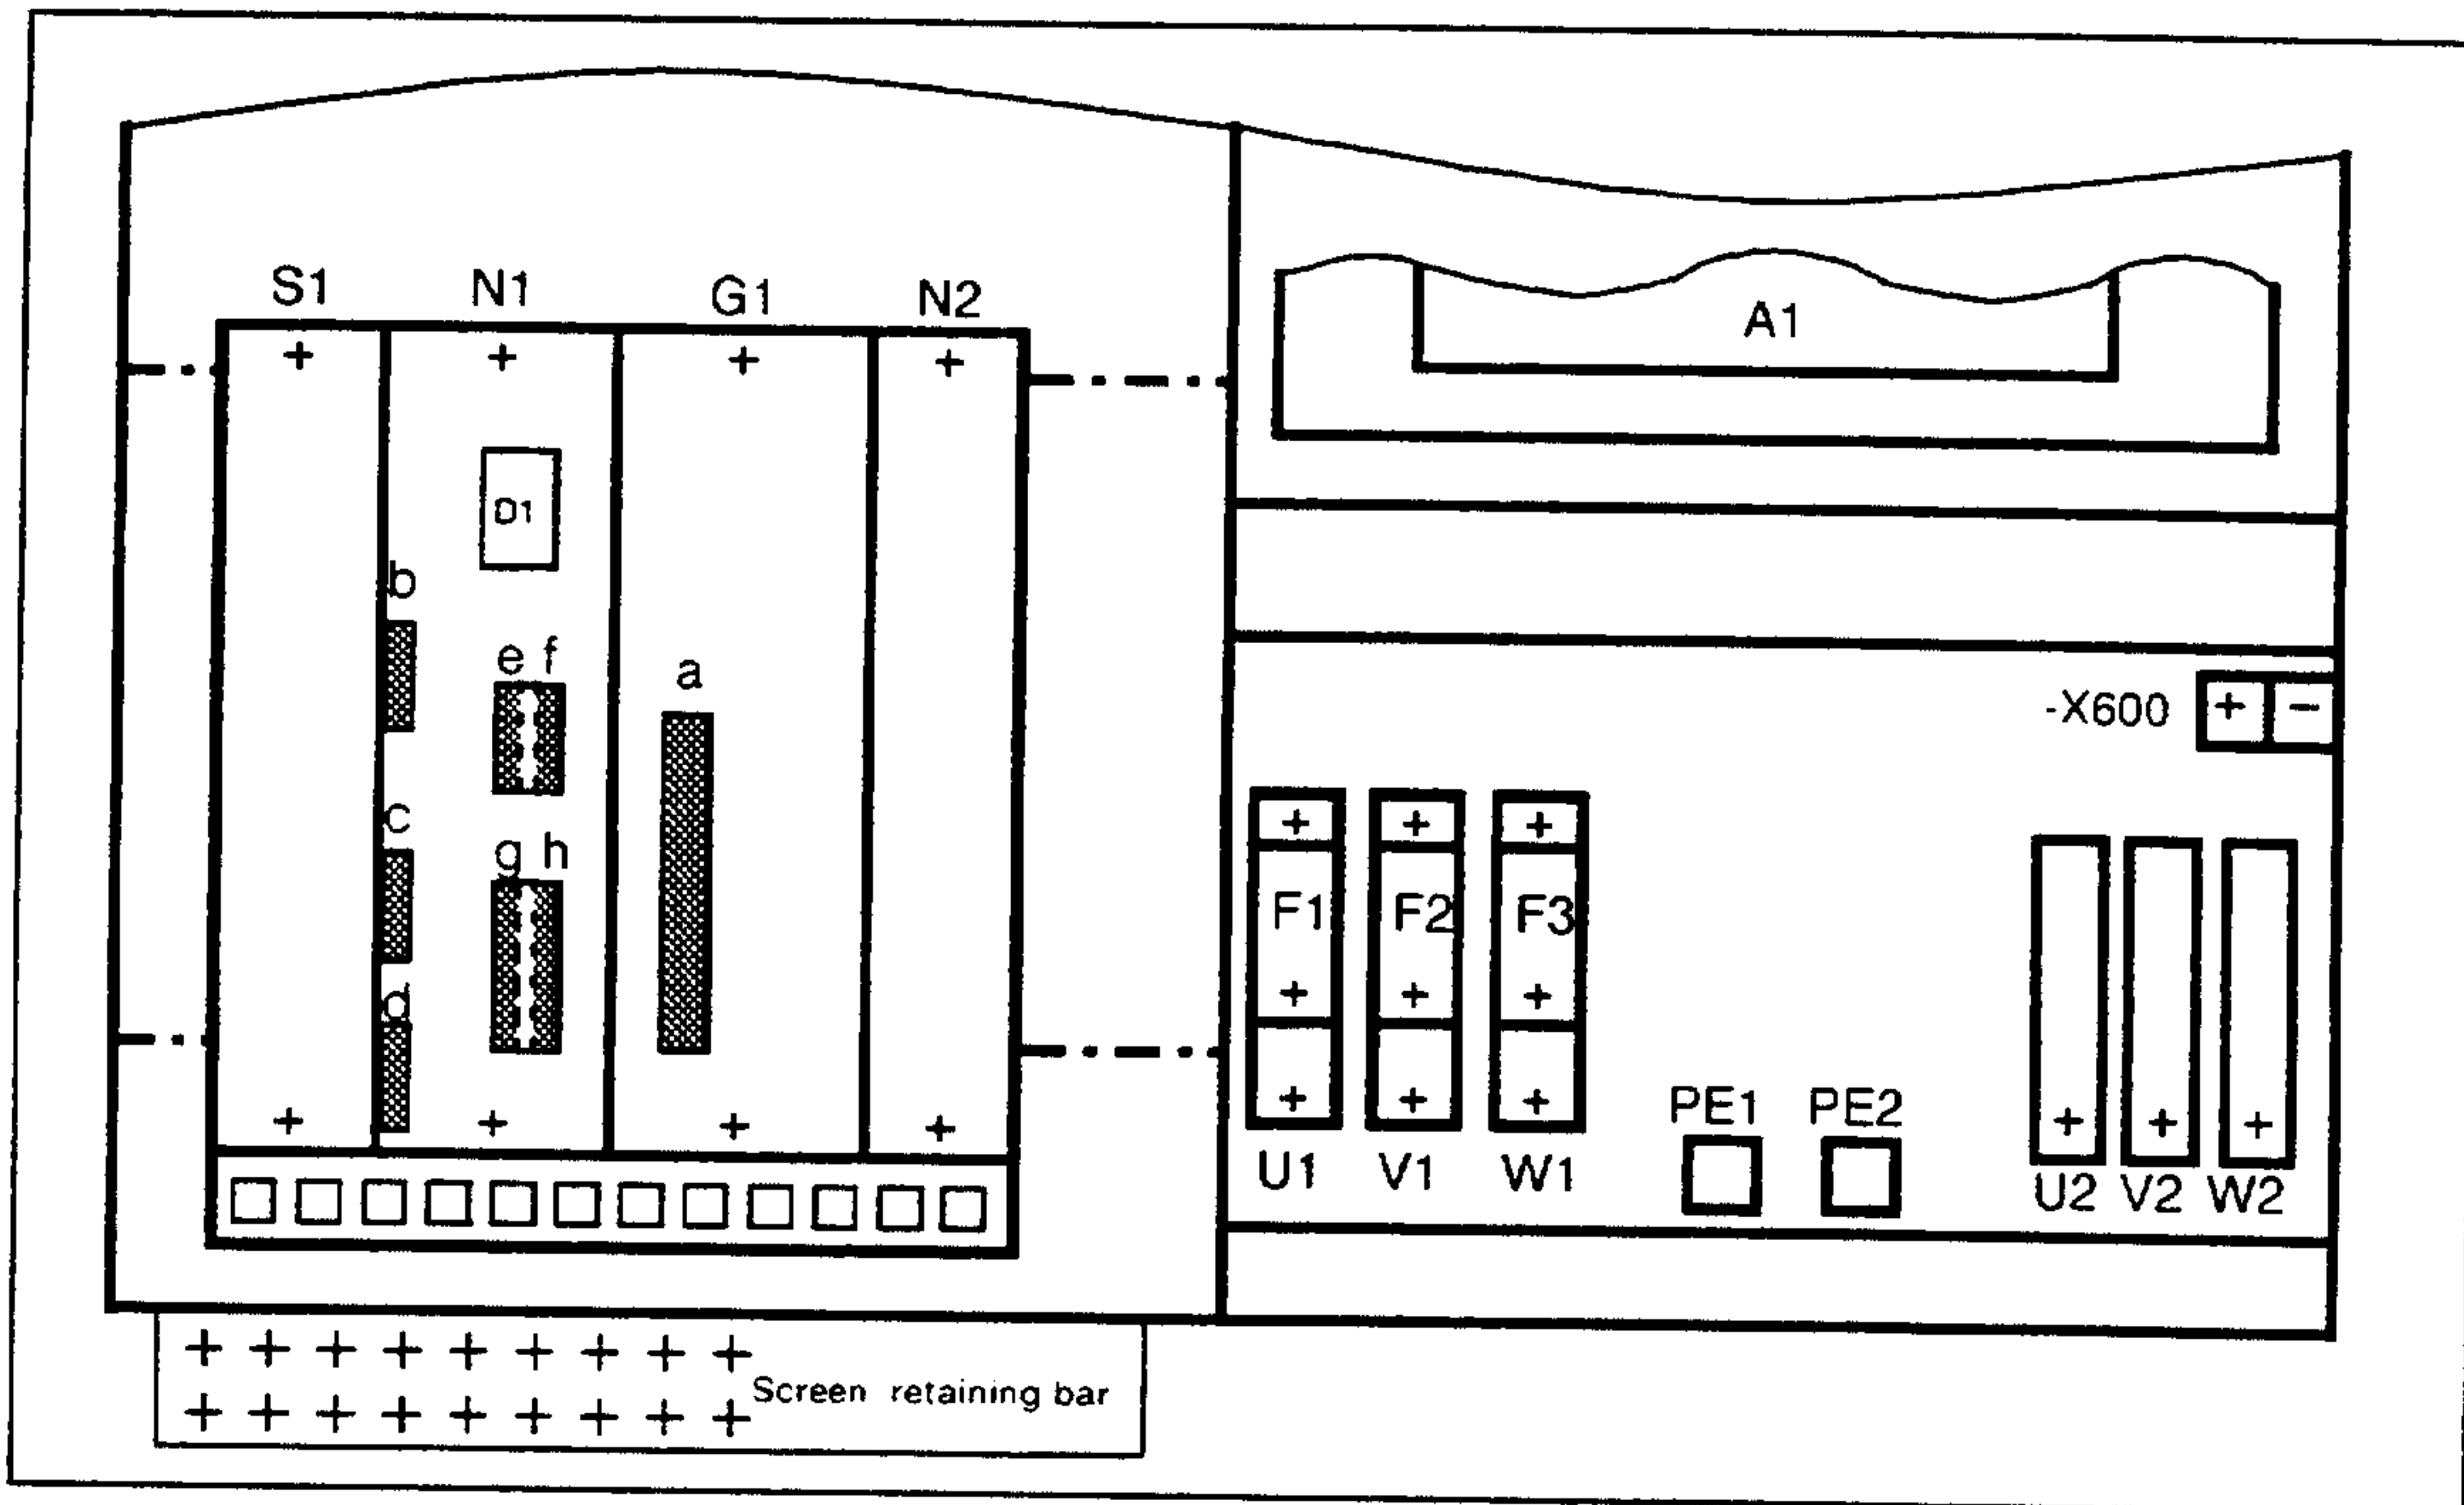 S1 N1 G1 N2
A1
D1
b
e f
a
-X600 + −
c
g h
F1 F2 F3
d
PE1 PE2
U1 V1 W1
U2 V2 W2
Screen retaining bar